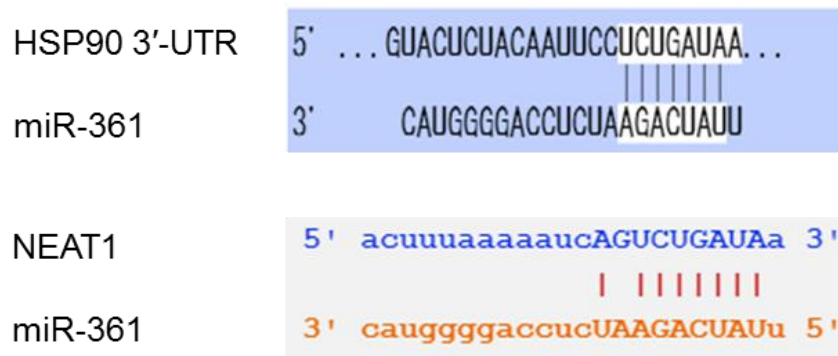 HSP90 3′-UTR 5' ...GUACUCUACAAUUCCUCUGAUAA...
miR-361 3' CAUGGGGACCUCUAAGACUAUU
NEAT1 5' acuuuaaaaaucAGUCUGAUAa 3'
miR-361 3' cauggggaccucUAAGACUAUu 5'